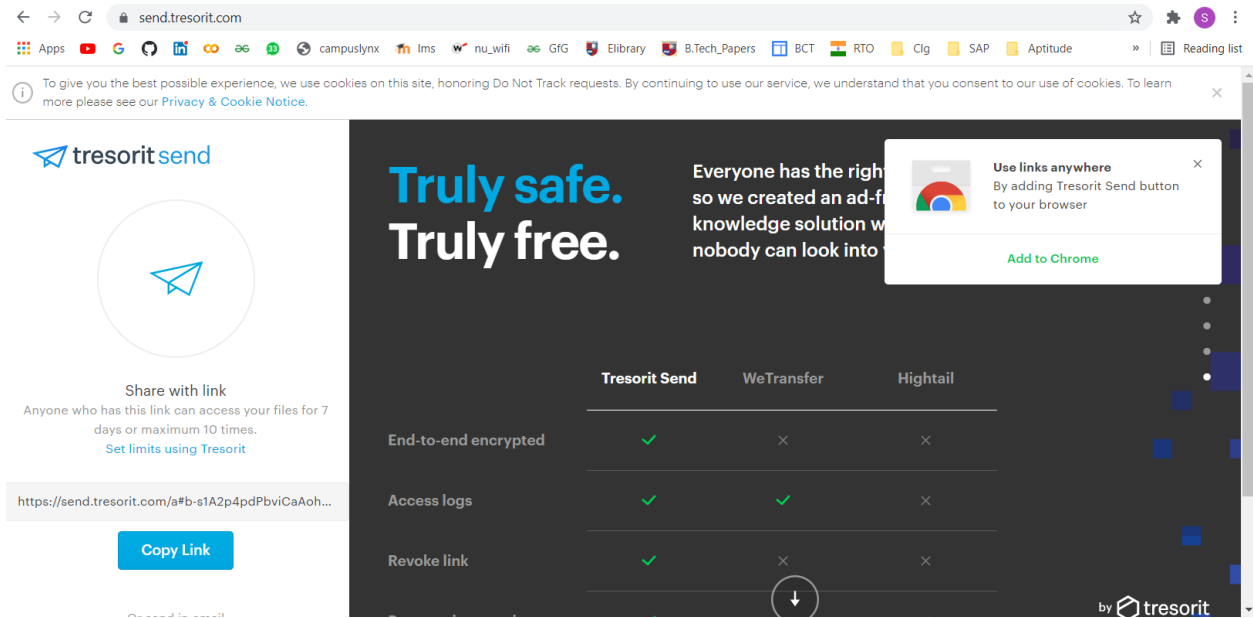 send.tresorit.com
S
Apps
G
33
campuslynx
lms
nu_wifi
GfG
Elibrary
B.Tech_Papers
BCT
RTO
Clg
SAP
Aptitude
»
Reading list
To give you the best possible experience, we use cookies on this site, honoring Do Not Track requests. By continuing to use our service, we understand that you consent to our use of cookies. To learn
more please see our Privacy & Cookie Notice.
tresorit send
Share with link
Anyone who has this link can access your files for 7
days or maximum 10 times.
Set limits using Tresorit
https://send.tresorit.com/a#b-s1A2p4pdPbviCaAoh...
Copy Link
Or send in email
Truly safe.
Truly free.
Everyone has the righ
so we created an ad-f
knowledge solution w
nobody can look into
Use links anywhere
By adding Tresorit Send button
to your browser
Add to Chrome
Tresorit Send WeTransfer Hightail
End-to-end encrypted
Access logs
Revoke link
by tresorit